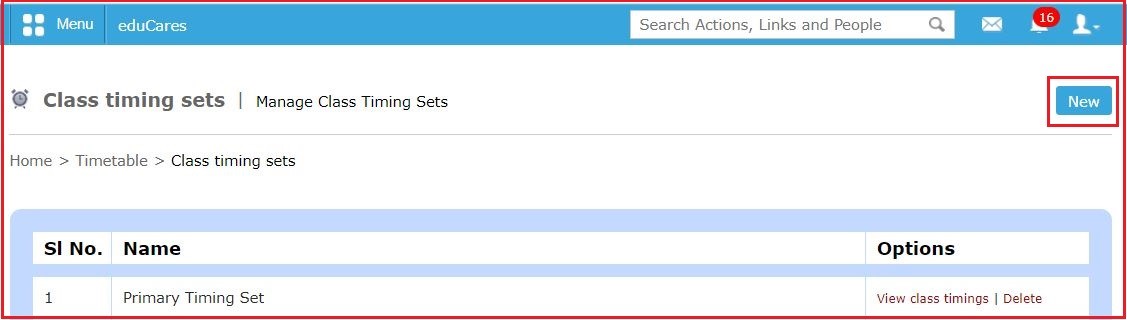 Menu eduCares Search Actions, Links and People 16
Class timing sets | Manage Class Timing Sets New
Home > Timetable > Class timing sets
Sl No. Name Options
1 Primary Timing Set View class timings | Delete